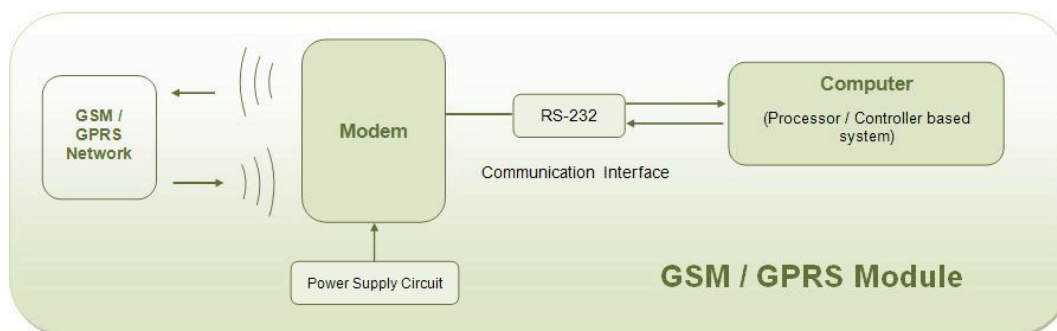 GSM /
GPRS
Network
Modem
RS-232
Communication Interface
Computer
(Processor / Controller based
system)
Power Supply Circuit
GSM / GPRS Module